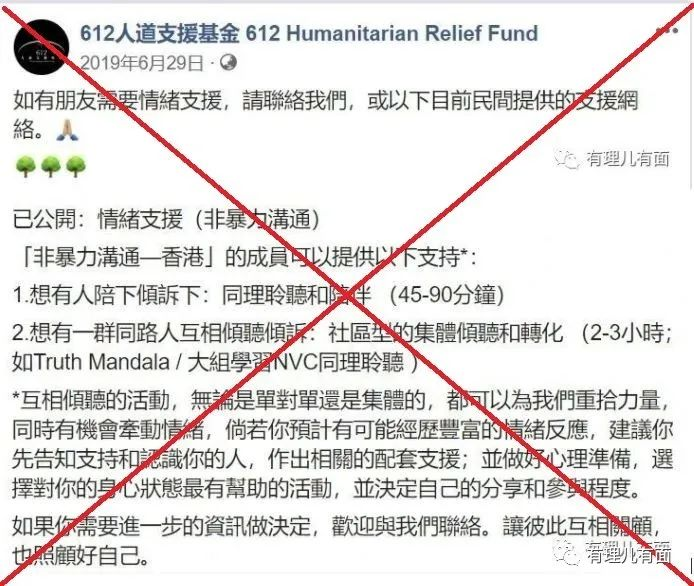 612人道支援基金 612 Humanitarian Relief Fund
2019年6月29日 ·
如有朋友需要情緒支援，請聯絡我們，或以下目前民間提供的支援網
絡。🙏🏼
有理儿有面
🌳🌳🌳
已公開：情緒支援（非暴力溝通）
「非暴力溝通—香港」的成員可以提供以下支持*：
1.想有人陪下傾訴下：同理聆聽和陪伴 （45-90分鐘）
2.想有一群同路人互相傾聽傾訴：社區型的集體傾聽和轉化 （2-3小時；
如Truth Mandala / 大組學習NVC同理聆聽 ）
*互相傾聽的活動，無論是單對單還是集體的，都可以為我們重拾力量，
同時有機會牽動情緒，倘若你預計有可能經歷豐富的情緒反應，建議你
先告知支持和認識你的人，作出相關的配套支援；並做好心理準備，選
擇對你的身心狀態最有幫助的活動，並決定自己的分享和參與程度。
如果你需要進一步的資訊做決定，歡迎與我們聯絡。讓彼此互相關顧，
也照顧好自己。
有理儿有面